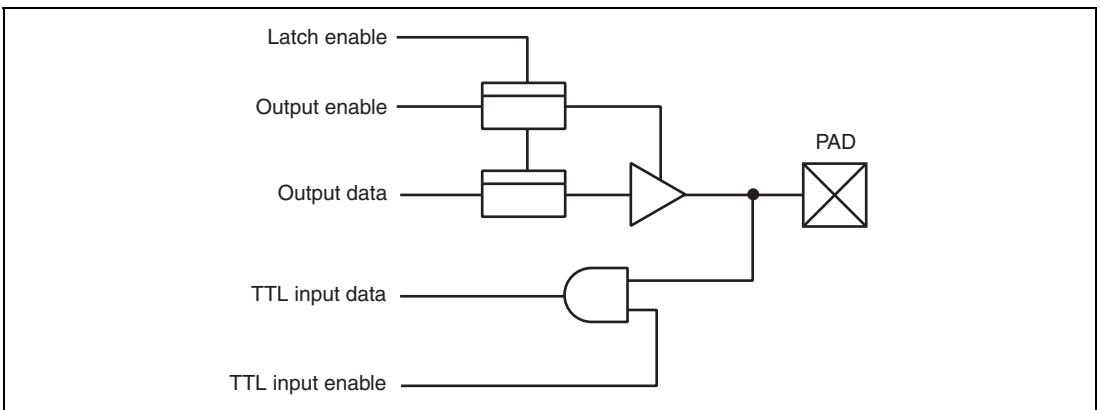 Latch enable
Output enable
PAD
Output data
TTL input data
TTL input enable